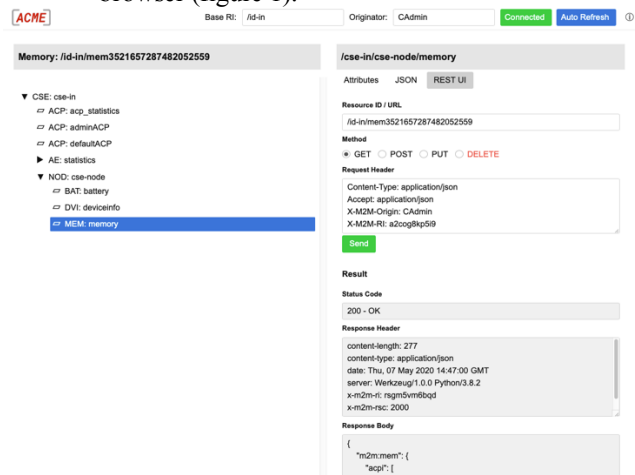 browser (figure 1).
[ACME]
Base RI: /id-in
Originator: CAdmin
Connected
Auto Refresh
Memory: /id-in/mem3521657287482052559
CSE: cse-in
ACP: acp_statistics
ACP: adminACP
ACP: defaultACP
AE: statistics
NOD: cse-node
BAT: battery
DVI: deviceinfo
MEM: memory
/cse-in/cse-node/memory
Attributes JSON REST UI
Resource ID / URL
/id-in/mem3521657287482052559
Method
GET POST PUT DELETE
Request Header
Content-Type: application/json
Accept: application/json
X-M2M-Origin: CAdmin
X-M2M-RI: a2cog8kp5i9
Send
Result
Status Code
200 - OK
Response Header
content-length: 277
content-type: application/json
date: Thu, 07 May 2020 14:47:00 GMT
server: Werkzeug/1.0.0 Python/3.8.2
x-m2m-ri: rsgm5vm6bqd
x-m2m-rsc: 2000
Response Body
{
"m2m:mem": {
"acpi": [